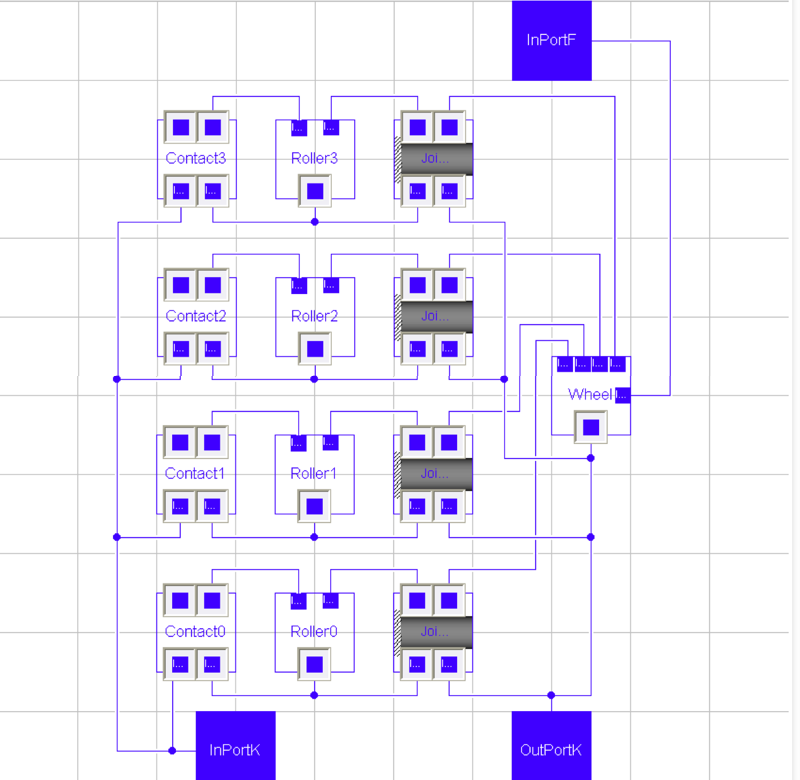 InPortF
I... I...
Contact3 Roller3 Joi...
I... I... I... I...
I... I...
Contact2 Roller2 Joi...
I... I... I... I...
I... I... I... I...
Wheel I...
I... I...
Contact1 Roller1 Joi...
I... I... I... I...
I... I...
Contact0 Roller0 Joi...
I... I... I... I...
InPortK OutPortK